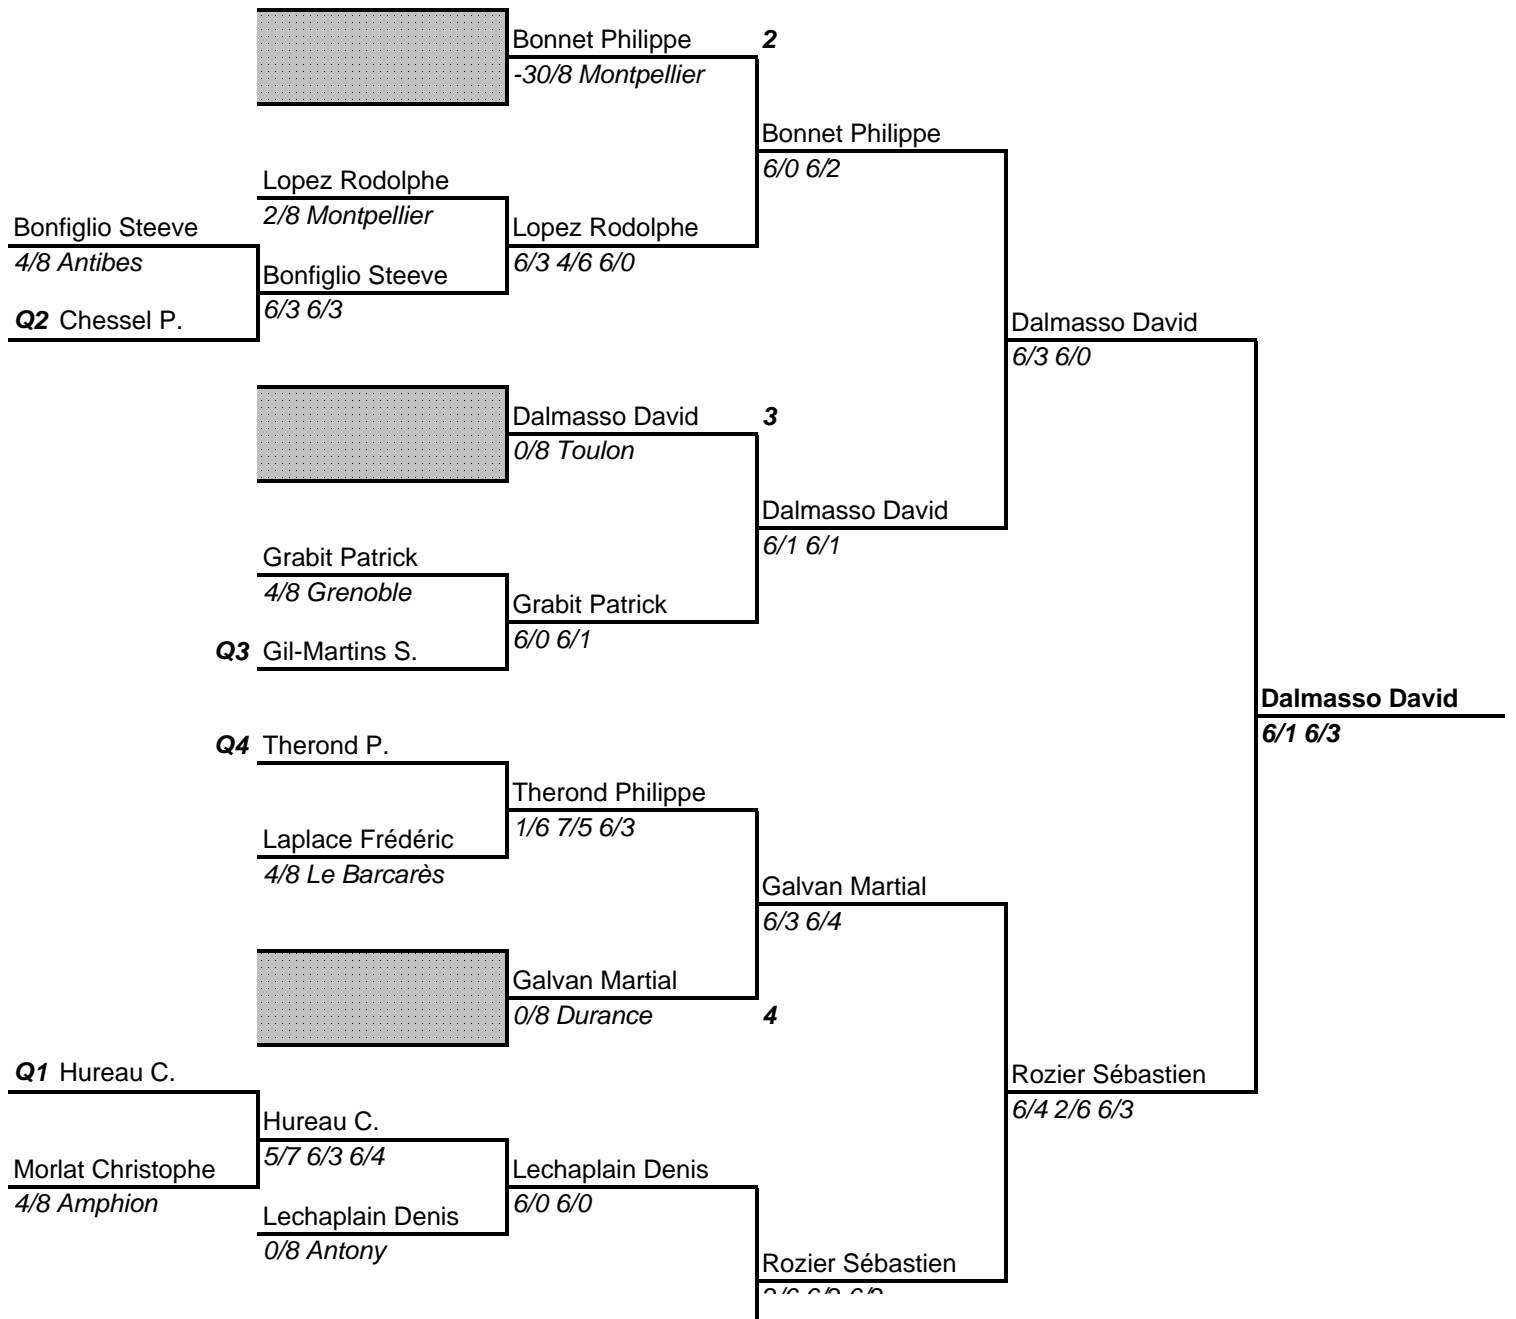 Bonnet Philippe 2
-30/8 Montpellier
Bonnet Philippe
6/0 6/2
Lopez Rodolphe
2/8 Montpellier
Bonfiglio Steeve
4/8 Antibes
Lopez Rodolphe
6/3 4/6 6/0
Bonfiglio Steeve
6/3 6/3
Q2 Chessel P.
Dalmasso David
6/3 6/0
Dalmasso David 3
0/8 Toulon
Dalmasso David
6/1 6/1
Grabit Patrick
4/8 Grenoble
Grabit Patrick
6/0 6/1
Q3 Gil-Martins S.
Dalmasso David
6/1 6/3
Q4 Therond P.
Therond Philippe
1/6 7/5 6/3
Laplace Frédéric
4/8 Le Barcarès
Galvan Martial
6/3 6/4
Galvan Martial
0/8 Durance 4
Q1 Hureau C.
Rozier Sébastien
6/4 2/6 6/3
Hureau C.
5/7 6/3 6/4
Morlat Christophe
4/8 Amphion
Lechaplain Denis
6/0 6/0
Lechaplain Denis
0/8 Antony
Rozier Sébastien